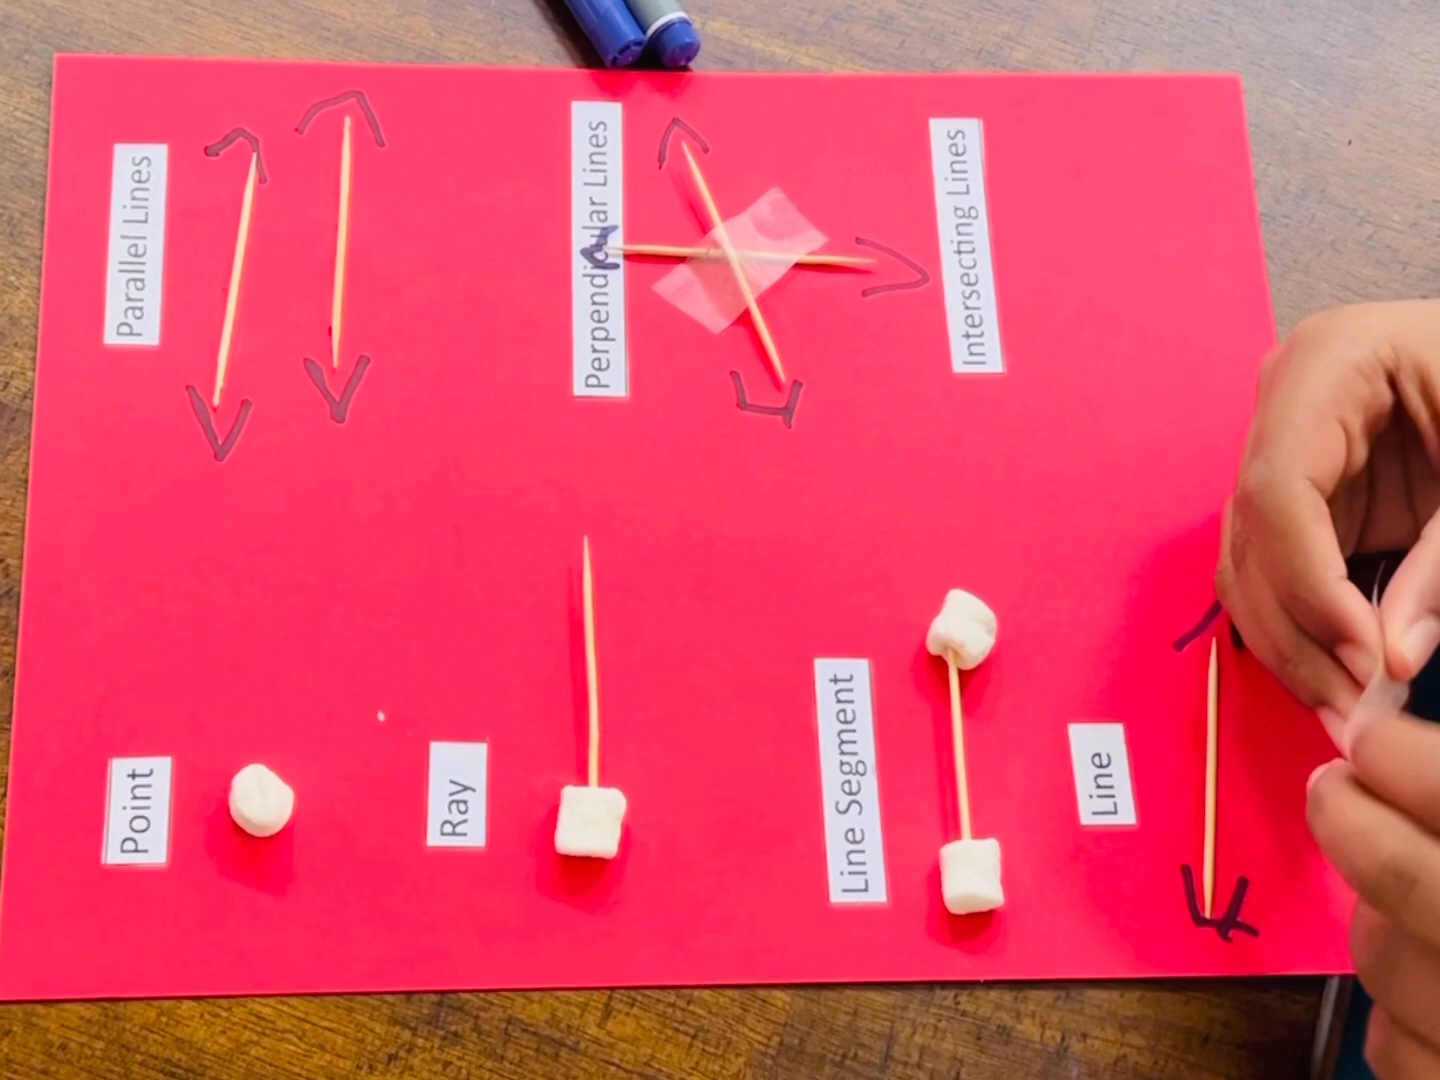 Point
Parallel Lines
Ray
Perpendicular Lines
Line Segment
Intersecting Lines
Line